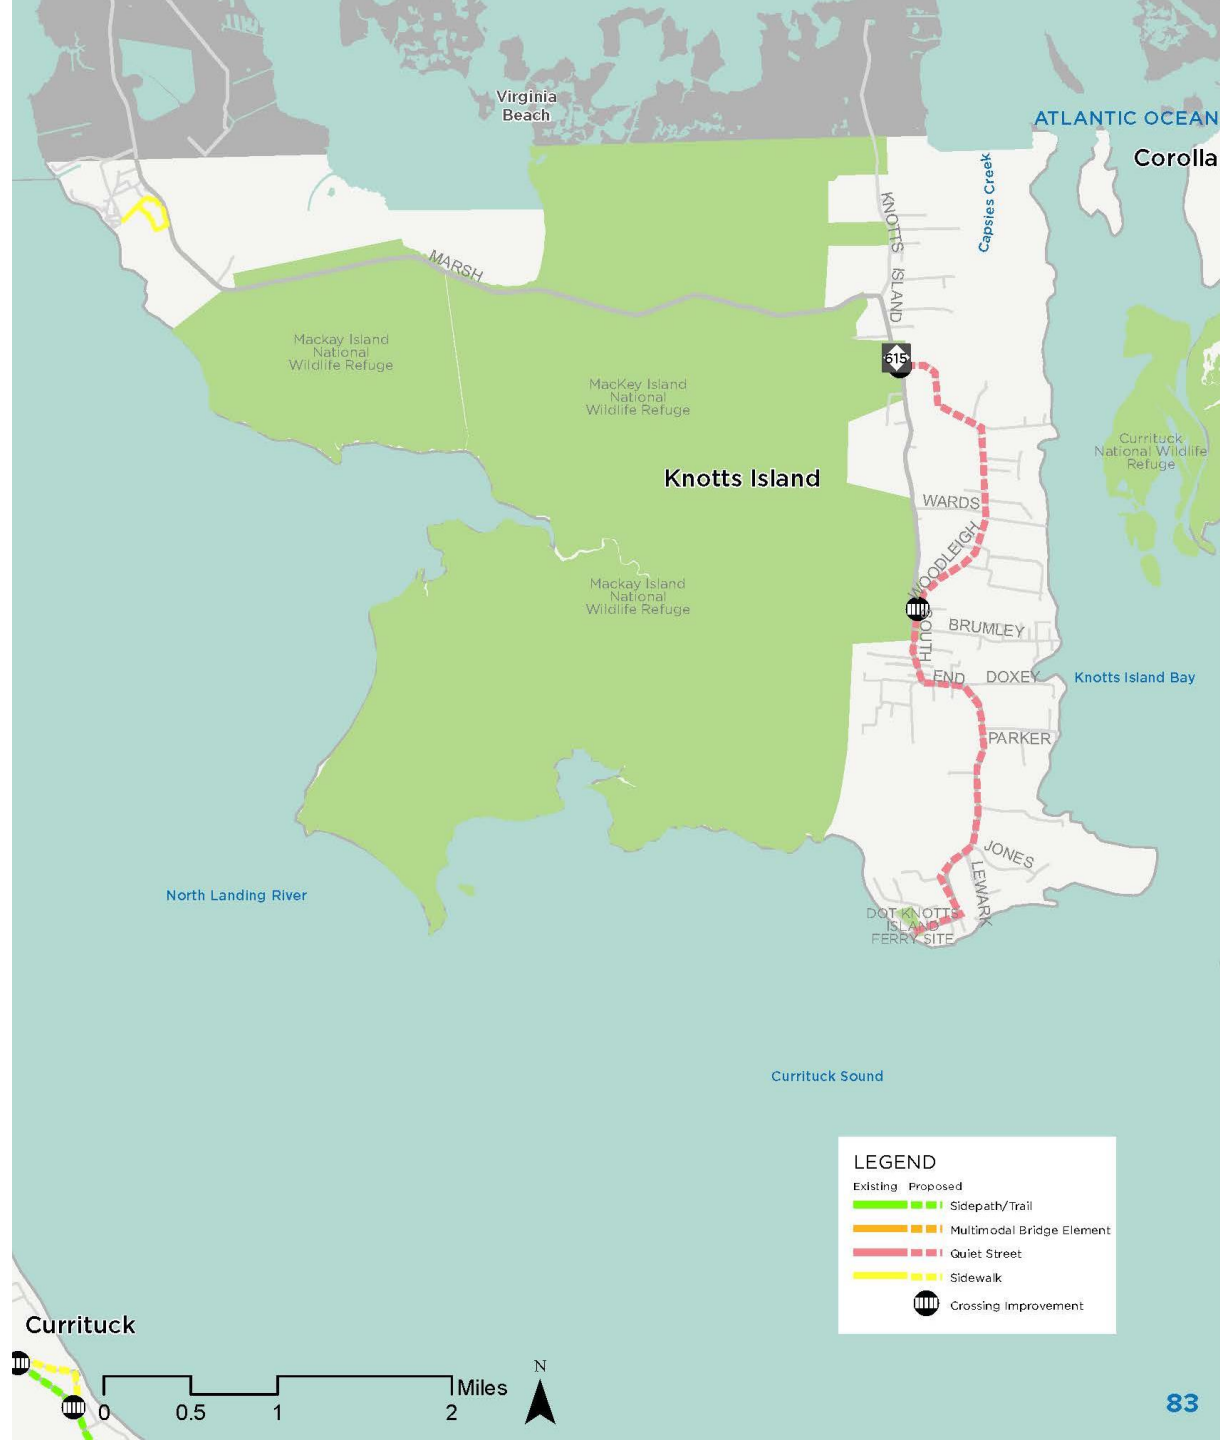 Virginia
Beach
ATLANTIC OCEAN
Corolla
Capsies Creek
KNOTTS ISLAND
MARSH
Mackay Island
National
Wildlife Refuge
615
MacKey Island
National
Wildlife Refuge
Currituck
National Wildlife
Refuge
Knotts Island
WARDS
WOODLEIGH
Mackay Island
National
Wildlife Refuge
SOUTH END
BRUMLEY
DOXEY
Knotts Island Bay
PARKER
JONES
LEWARK
North Landing River
DOT KNOTTS
ISLAND
FERRY SITE
Currituck Sound
LEGEND
Existing Proposed
Sidepath/Trail
Multimodal Bridge Element
Quiet Street
Sidewalk
Crossing Improvement
Currituck
N
Miles
0 0.5 1 2
83